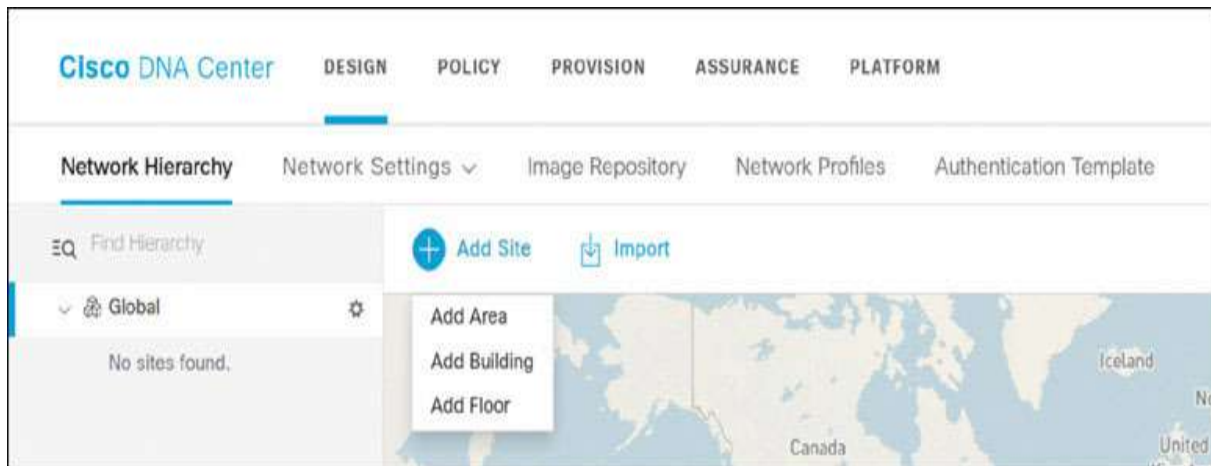 Cisco DNA Center DESIGN POLICY PROVISION ASSURANCE PLATFORM
Network Hierarchy Network Settings Image Repository Network Profiles Authentication Template
Find Hierarchy Add Site Import
Global
No sites found.
Add Area
Add Building
Add Floor
Iceland
Canada
United